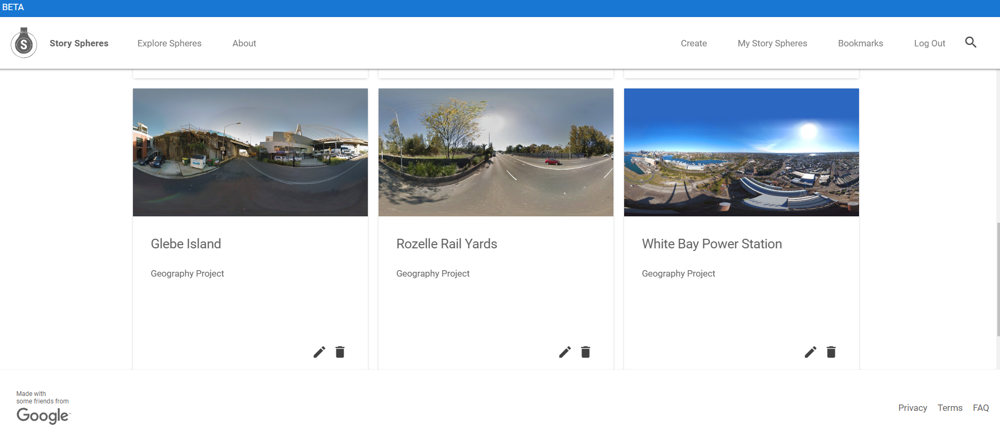 BETA
S
Story Spheres
Explore Spheres
About
Create
My Story Spheres
Bookmarks
Log Out
Glebe Island
Rozelle Rail Yards
White Bay Power Station
Geography Project
Geography Project
Geography Project
Made with
some friends from
Google™
Privacy
Terms
FAQ